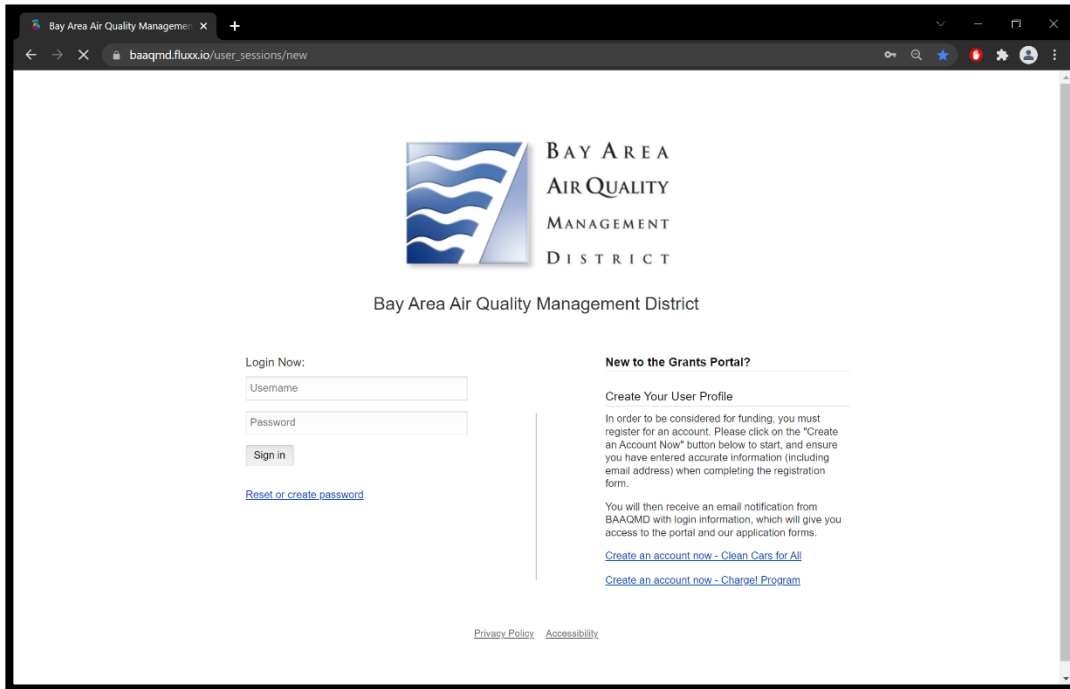 Bay Area Air Quality Managemen
baaqmd.fluxx.io/user_sessions/new
BAY AREA
AIR QUALITY
MANAGEMENT
DISTRICT
Bay Area Air Quality Management District
Login Now:
Username
Password
Sign in
Reset or create password
New to the Grants Portal?
Create Your User Profile
In order to be considered for funding, you must
register for an account. Please click on the "Create
an Account Now" button below to start, and ensure
you have entered accurate information (including
email address) when completing the registration
form.
You will then receive an email notification from
BAAQMD with login information, which will give you
access to the portal and our application forms.
Create an account now - Clean Cars for All
Create an account now - Charge! Program
Privacy Policy Accessibility